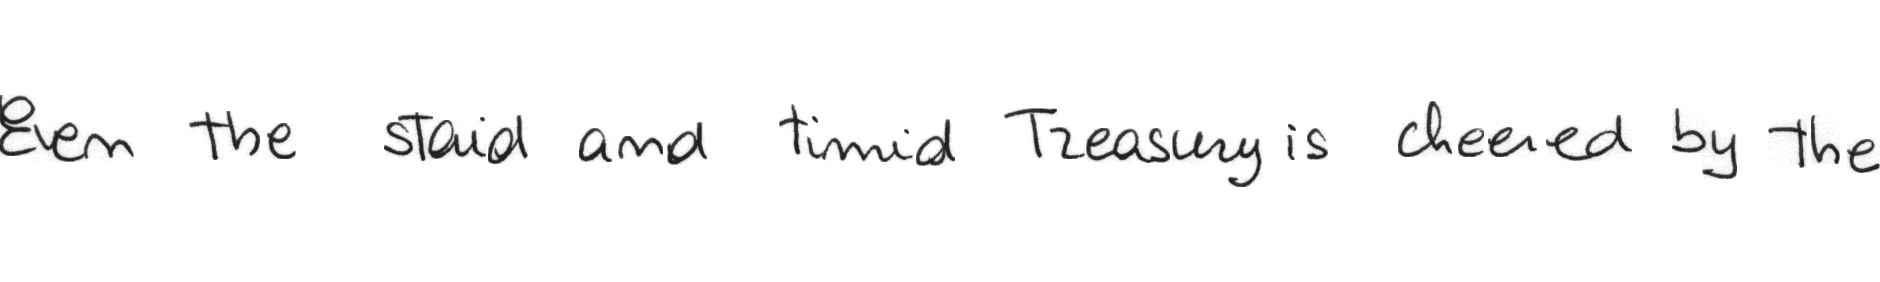 Even the staid and timid Treasury is cheered by the